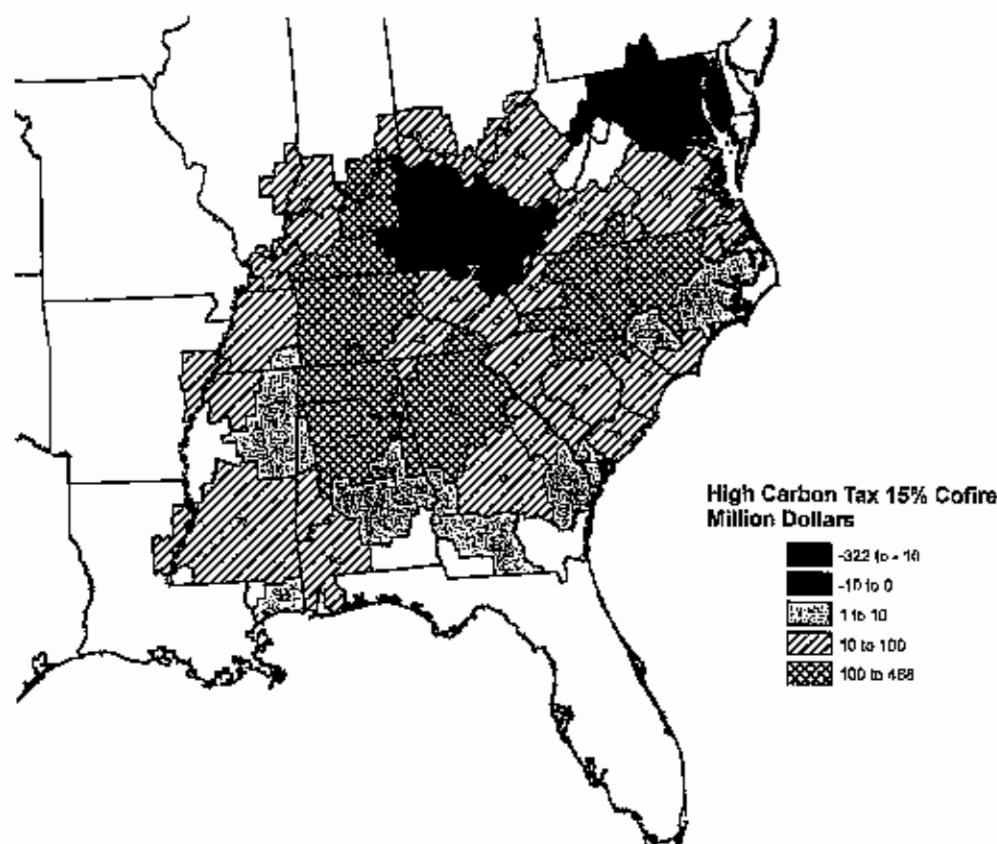 High Carbon Tax 15% Cofire
Million Dollars
-322 to - 10
-10 to 0
1 to 10
10 to 100
100 to 468